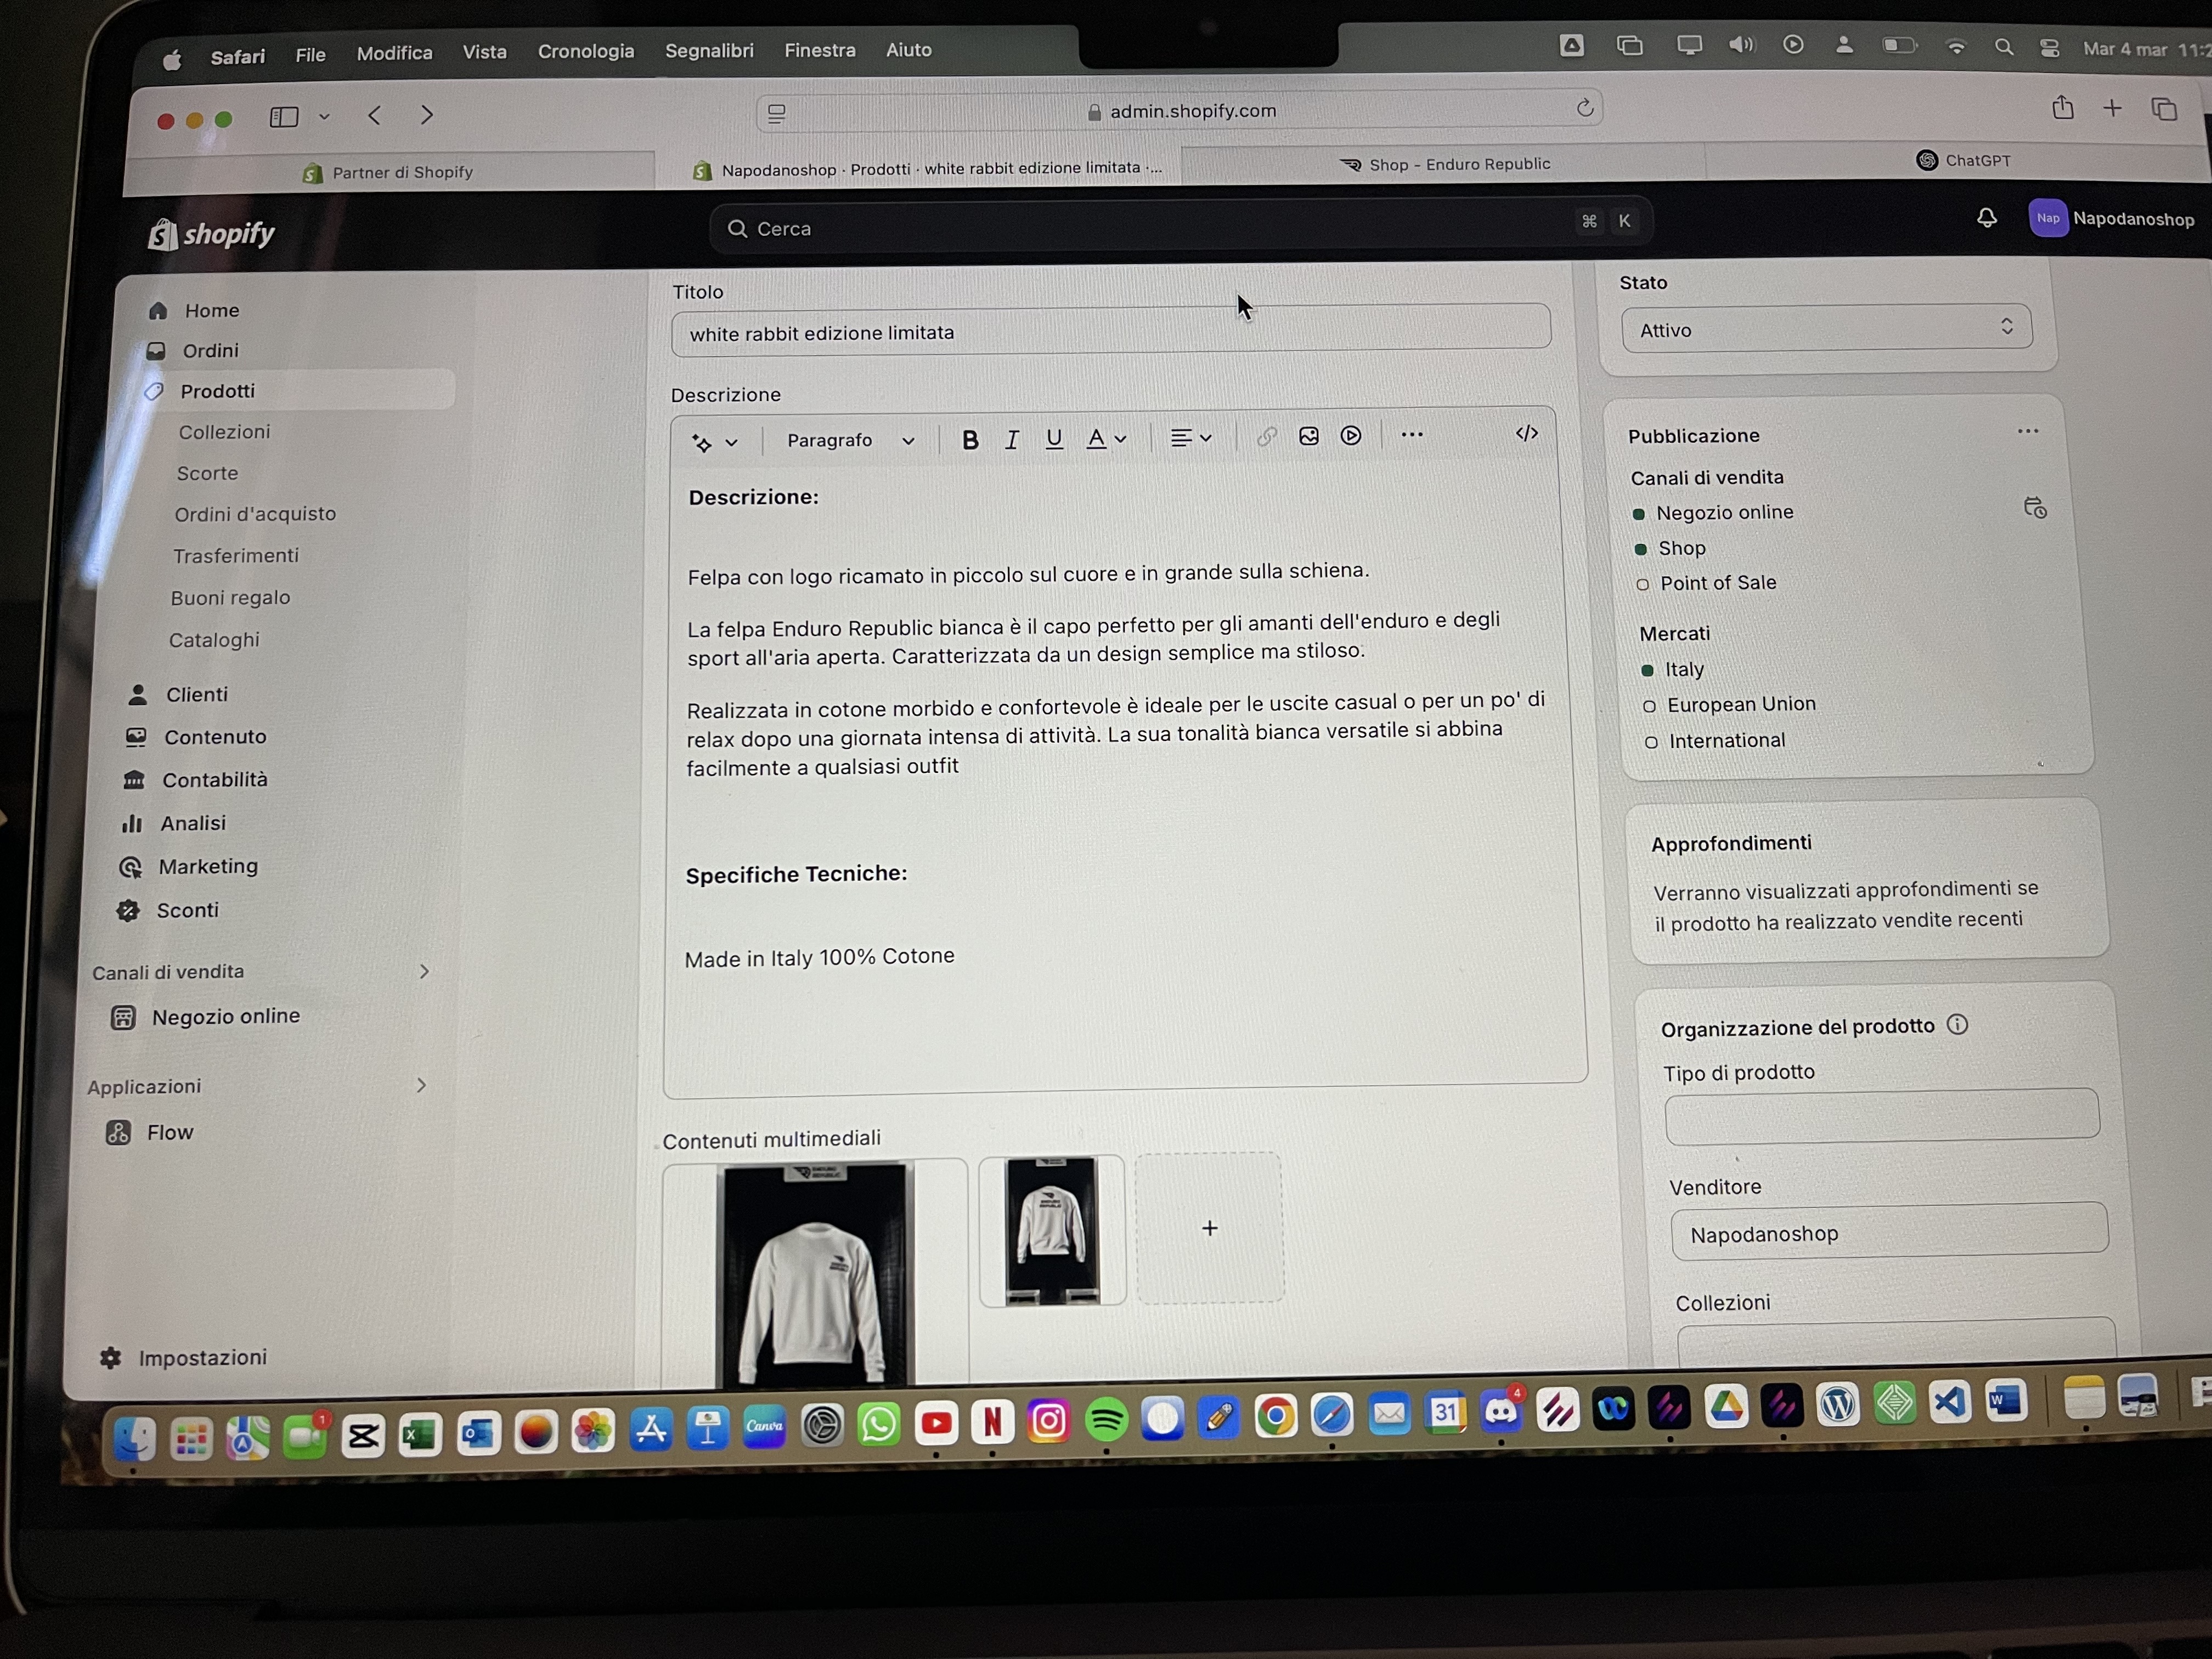 Safari File Modifica Vista Cronologia Segnalibri Finestra Aiuto Mar 4 mar
admin.shopify.com
Partner di Shopify
Napodanoshop · Prodotti · white rabbit edizione limitata ·...
Shop - Enduro Republic
ChatGPT
shopify
Cerca
⌘ K
Nap Napodanoshop
Home
Ordini
Prodotti
Collezioni
Scorte
Ordini d'acquisto
Trasferimenti
Buoni regalo
Cataloghi
Clienti
Contenuto
Contabilità
Analisi
Marketing
Sconti
Canali di vendita
Negozio online
Applicazioni
Flow
Impostazioni
Titolo
white rabbit edizione limitata
Descrizione
Paragrafo B I U A
Descrizione:
Felpa con logo ricamato in piccolo sul cuore e in grande sulla schiena.
La felpa Enduro Republic bianca è il capo perfetto per gli amanti dell'enduro e degli
sport all'aria aperta. Caratterizzata da un design semplice ma stiloso.
Realizzata in cotone morbido e confortevole è ideale per le uscite casual o per un po' di
relax dopo una giornata intensa di attività. La sua tonalità bianca versatile si abbina
facilmente a qualsiasi outfit
Specifiche Tecniche:
Made in Italy 100% Cotone
Contenuti multimediali
Stato
Attivo
Pubblicazione
Canali di vendita
Negozio online
Shop
Point of Sale
Mercati
Italy
European Union
International
Approfondimenti
Verranno visualizzati approfondimenti se
il prodotto ha realizzato vendite recenti
Organizzazione del prodotto
Tipo di prodotto
Venditore
Napodanoshop
Collezioni
1
Canva
31
4